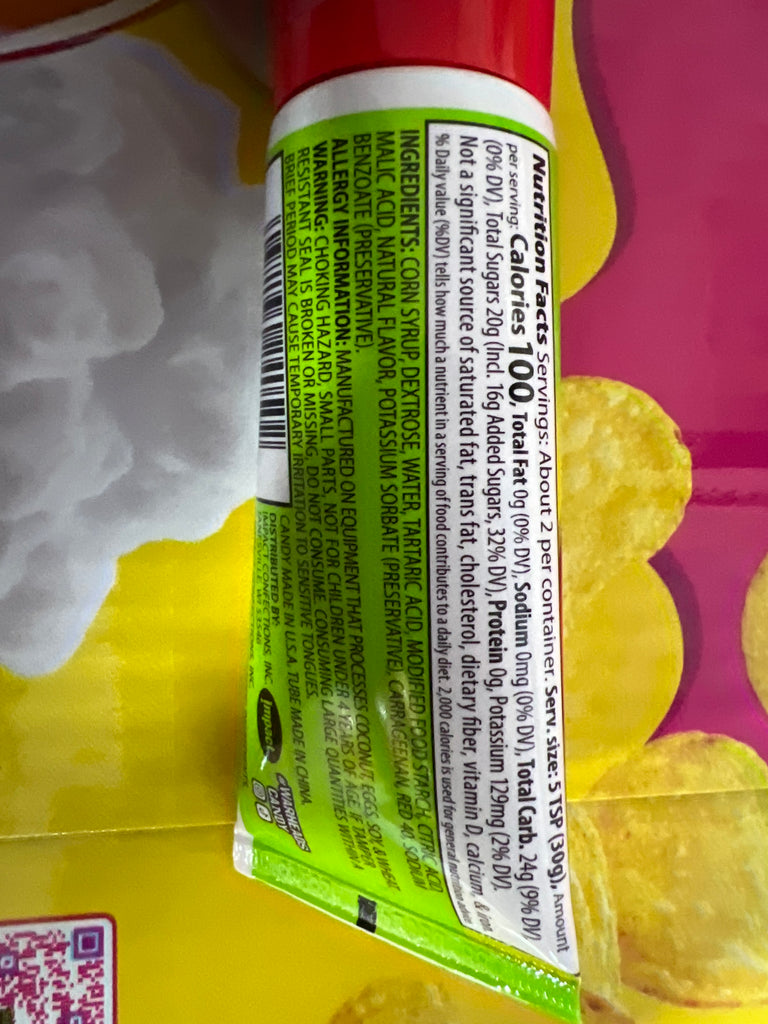 Nutrition Facts Servings: About 2 per container. Serv. size: 5 TSP (30g), Amount
per serving: Calories 100, Total Fat 0g (0% DV), Sodium 0mg (0% DV), Total Carb. 24g (9% DV)
(0% DV), Total Sugars 20g (Incl. 16g Added Sugars, 32% DV), Protein 0g, Potassium 129mg (2% DV).
Not a significant source of saturated fat, trans fat, cholesterol, dietary fiber, vitamin D, calcium, & iron
% Daily value (%DV) tells how much a nutrient in a serving of food contributes to a daily diet. 2,000 calories is used for general nutrition advice
INGREDIENTS: CORN SYRUP, DEXTROSE, WATER, TARTARIC ACID, MODIFIED FOOD STARCH, CITRIC ACID
MALIC ACID, NATURAL FLAVOR, POTASSIUM SORBATE (PRESERVATIVE), CARRAGEENAN, RED 40, SODIUM
BENZOATE (PRESERVATIVE).
ALLERGY INFORMATION: MANUFACTURED ON EQUIPMENT THAT PROCESSES COCONUT, EGGS, SOY, & WHEAT.
WARNING: CHOKING HAZARD, SMALL PARTS, NOT FOR CHILDREN UNDER 4 YEARS OF AGE. IF TAMPER
RESISTANT SEAL IS BROKEN OR MISSING, DO NOT CONSUME. CONSUMING LARGE QUANTITIES WITHIN A
BRIEF PERIOD MAY CAUSE TEMPORARY IRRITATION TO SENSITIVE TONGUES.
CANDY MADE IN U.S.A. TUBE MADE IN CHINA.
DISTRIBUTED BY:
IMPACT CONFECTIONS, INC.
JANESVILLE, WI 53546
Impact
#WARHEADS
CANDY